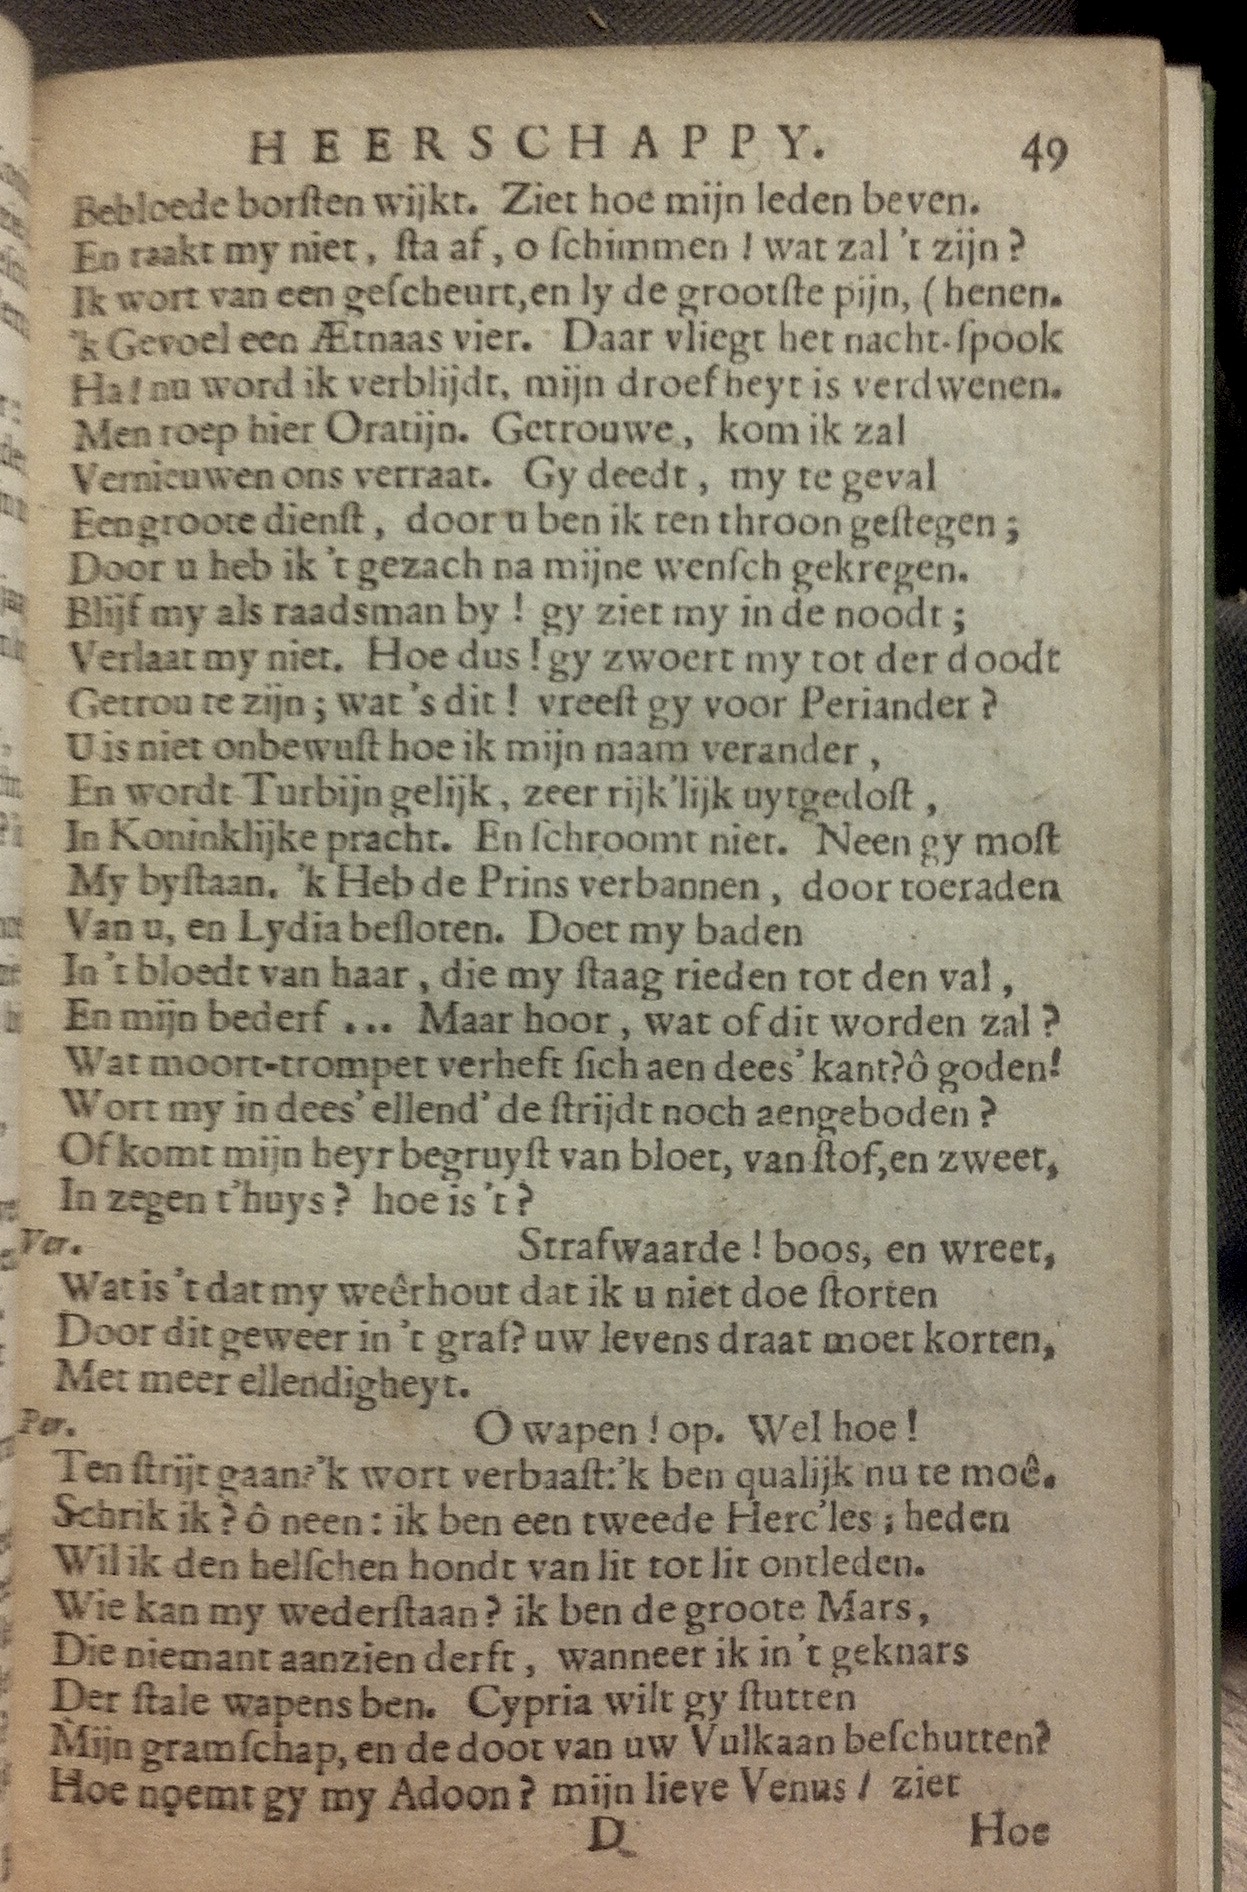 HEERSCHAPPY. 49
Bebloede borſten wijkt. Ziet hoe mijn leden beven.
En raakt my niet, ſta af, o ſchimmen! wat zal 't zijn?
Ik wort van een geſcheurt, en ly de grootſte pijn, (henen.
'k Gevoel een Ætnaas vier. Daar vliegt het nacht-ſpook
Ha! nu word ik verblijdt, mijn droefheyt is verdwenen.
Men roep hier Oratijn. Getrouwe, kom ik zal
Vernieuwen ons verraat. Gy deedt, my te geval
Een groote dienſt, door u ben ik ten throon geſtegen;
Door u heb ik 't gezach na mijne wenſch gekregen.
Blijf my als raadsman by! gy ziet my in de noodt;
Verlaat my niet. Hoe dus! gy zwoert my tot der doodt
Getrou te zijn; wat 's dit! vreeſt gy voor Periander?
U is niet onbewuſt hoe ik mijn naam verander,
En wordt Turbijn gelijk, zeer rijk'lijk uytgedoſt,
In Koninklijke pracht. En ſchroomt niet. Neen gy moſt
My byſtaan. 'k Heb de Prins verbannen, door toeraden
Van u, en Lydia beſloten. Doet my baden
In 't bloedt van haar, die my ſtaag rieden tot den val,
En mijn bederf ... Maar hoor, wat of dit worden zal?
Wat moort-trompet verheft ſich aen dees' kant? ô goden!
Wort my in dees' ellend' de ſtrijdt noch aengeboden?
Of komt mijn heyr begruyſt van bloet, van ſtof, en zweet,
In zegen t'huys? hoe is 't?
Ver. Strafwaarde! boos, en wreet,
Wat is 't dat my weêrhout dat ik u niet doe ſtorten
Door dit geweer in 't graf? uw levens draat moet korten,
Met meer ellendigheyt.
Per. O wapen! op. Wel hoe!
Ten ſtrijt gaan? 'k wort verbaaſt: 'k ben qualijk nu te moê.
Schrik ik? ô neen: ik ben een tweede Herc'les; heden
Wil ik den helſchen hondt van lit tot lit ontleden.
Wie kan my wederſtaan? ik ben de groote Mars,
Die niemant aanzien derft, wanneer ik in 't geknars
Der ſtale wapens ben. Cypria wilt gy ſtutten
Mijn gramſchap, en de doot van uw Vulkaan beſchutten?
Hoe noemt gy my Adoon? mijn lieve Venus! ziet
D Hoe